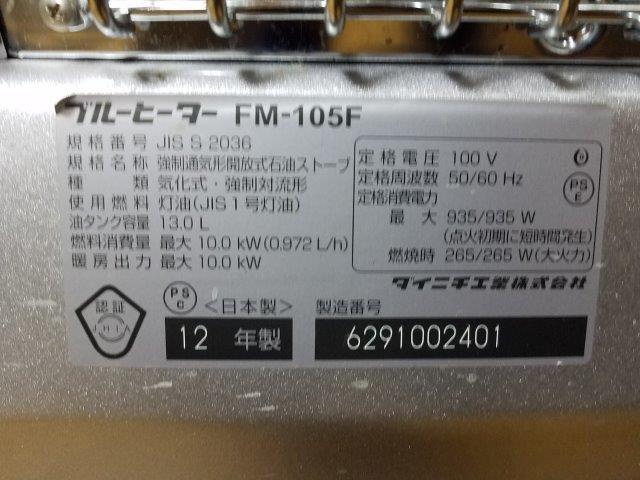 ブルーヒーター FM-105F
規格番号 JIS S 2036
規格名称 強制通気形開放式石油ストーブ
種類 気化式・強制対流形
使用燃料 灯油(JIS1号灯油)
油タンク容量 13.0 L
燃料消費量 最大 10.0 kW(0.972 L/h)
暖房出力 最大 10.0 kW
定格電圧 100 V
定格周波数 50/60 Hz
定格消費電力
最大 935/935 W
(点火初期に短時間発生)
燃焼時 265/265 W(大火力)
PS
E
ダイニチ工業株式会社
認証
JHIA
PS
C
<日本製>
製造番号
12 年製
6291002401